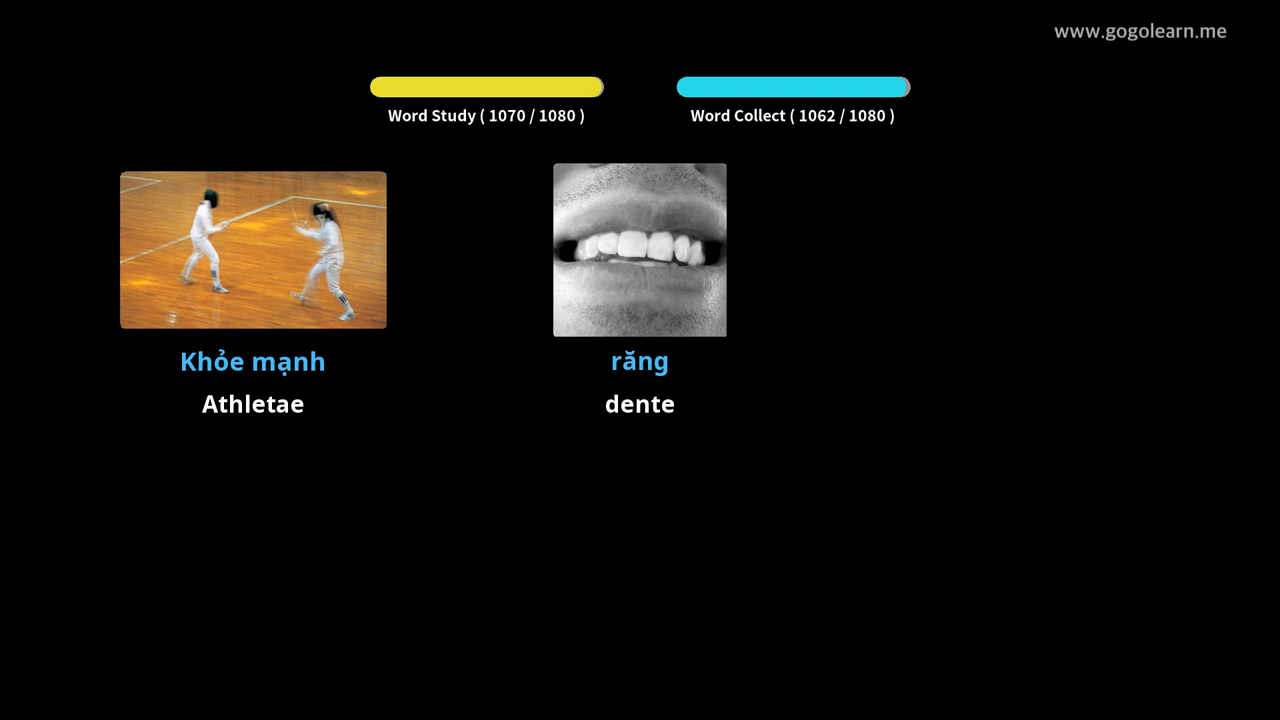 www.gogolearn.me
Word Study ( 1070 / 1080 )
Word Collect ( 1062 / 1080 )
Khỏe mạnh
răng
Athletae
dente